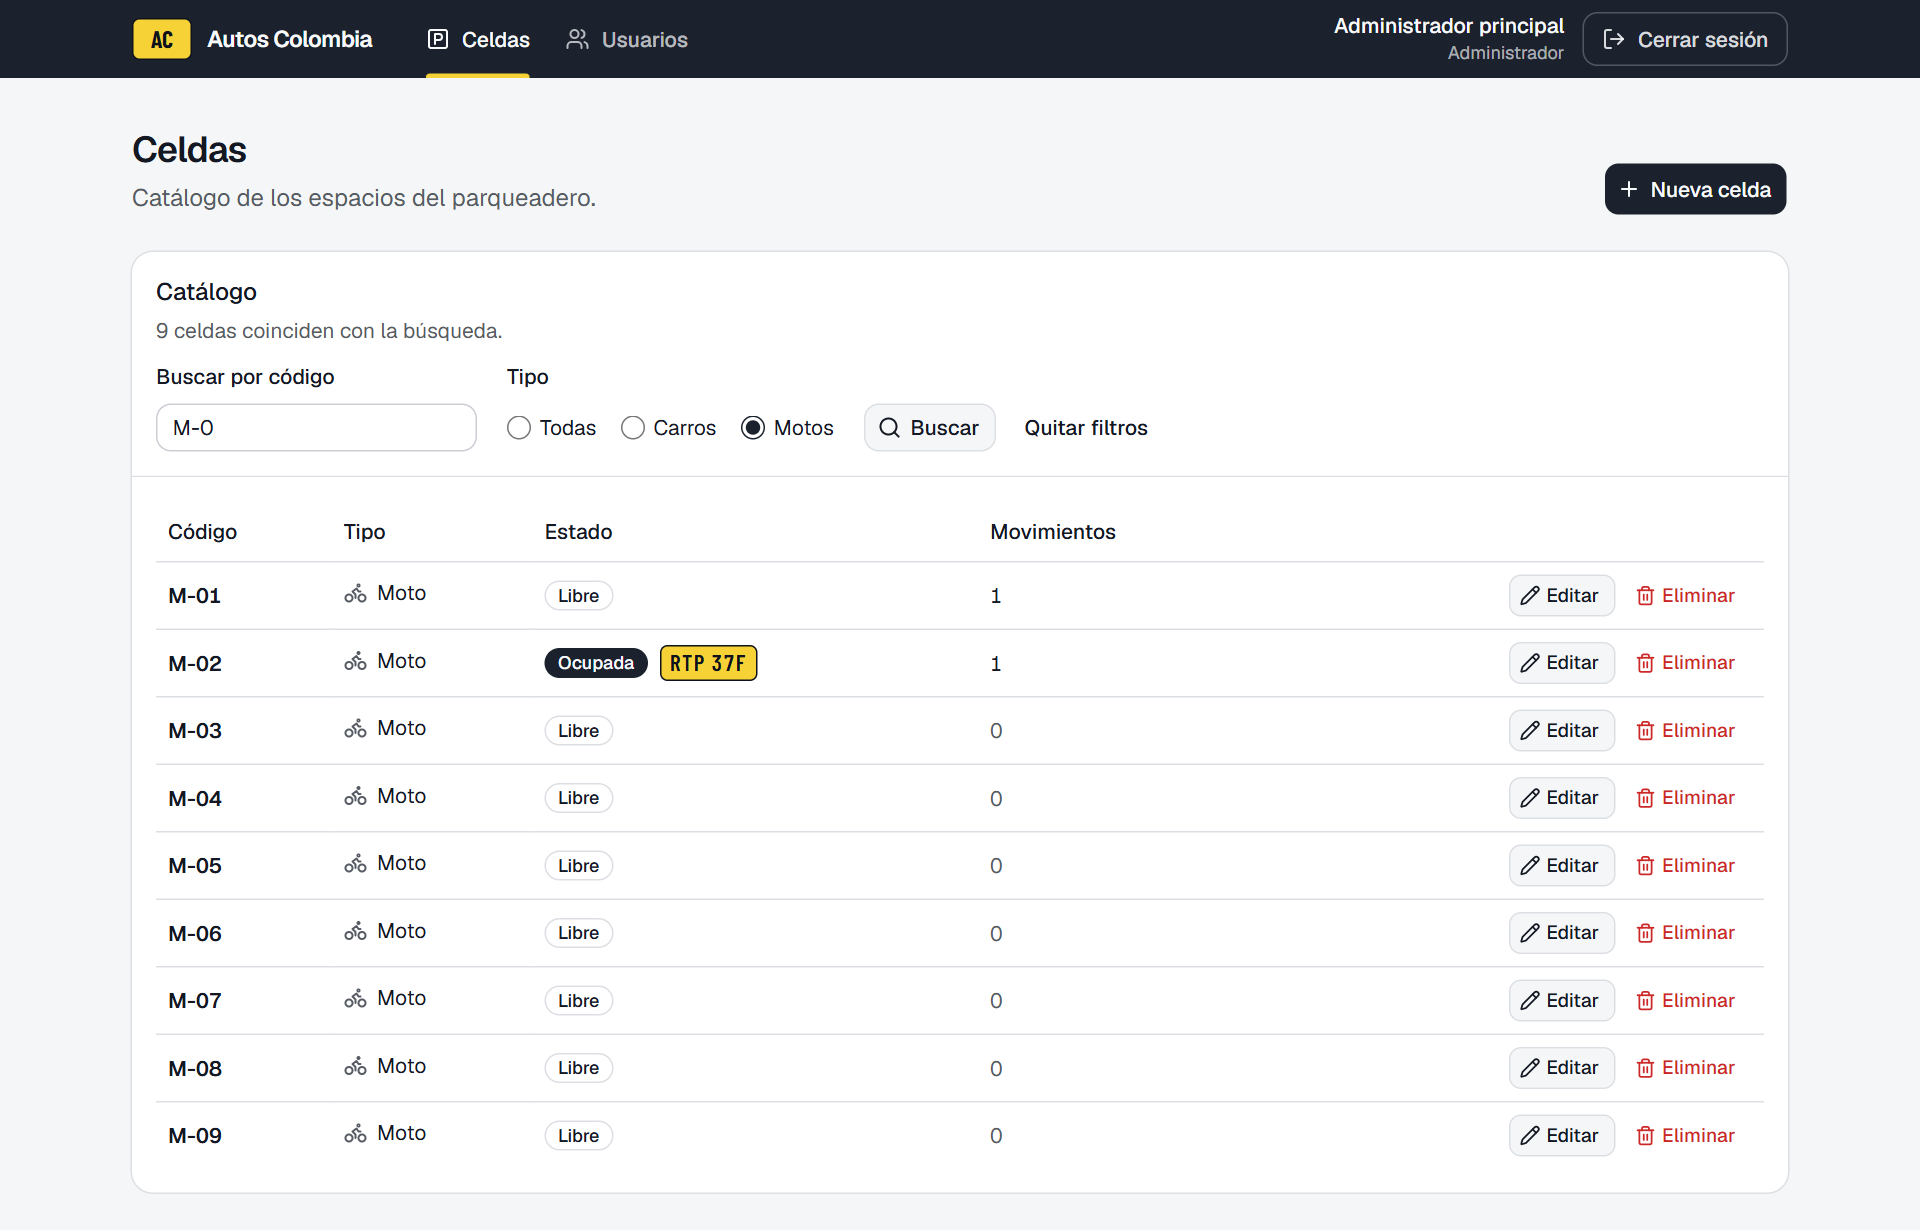 AC Autos Colombia Celdas Usuarios Administrador principal
Administrador
Cerrar sesión
Celdas
Catálogo de los espacios del parqueadero.
Nueva celda
Catálogo
9 celdas coinciden con la búsqueda.
Buscar por código Tipo
M-0 Todas Carros Motos Buscar Quitar filtros
Código Tipo Estado Movimientos
M-01 Moto Libre 1 Editar Eliminar
M-02 Moto Ocupada RTP 37F 1 Editar Eliminar
M-03 Moto Libre 0 Editar Eliminar
M-04 Moto Libre 0 Editar Eliminar
M-05 Moto Libre 0 Editar Eliminar
M-06 Moto Libre 0 Editar Eliminar
M-07 Moto Libre 0 Editar Eliminar
M-08 Moto Libre 0 Editar Eliminar
M-09 Moto Libre 0 Editar Eliminar